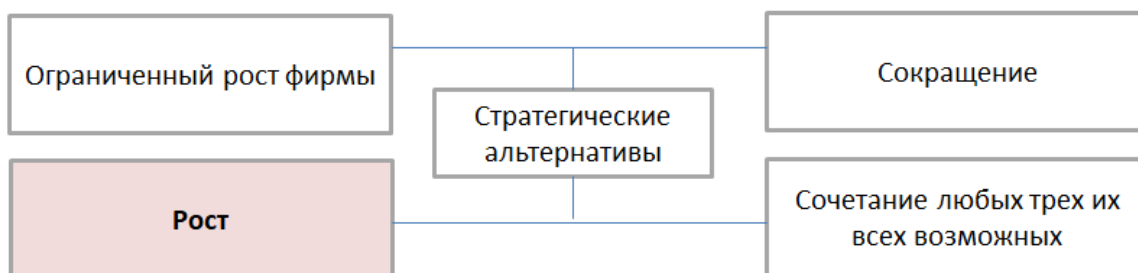 Ограниченный рост фирмы
Сокращение
Стратегические
альтернативы
Рост
Сочетание любых трех их
всех возможных